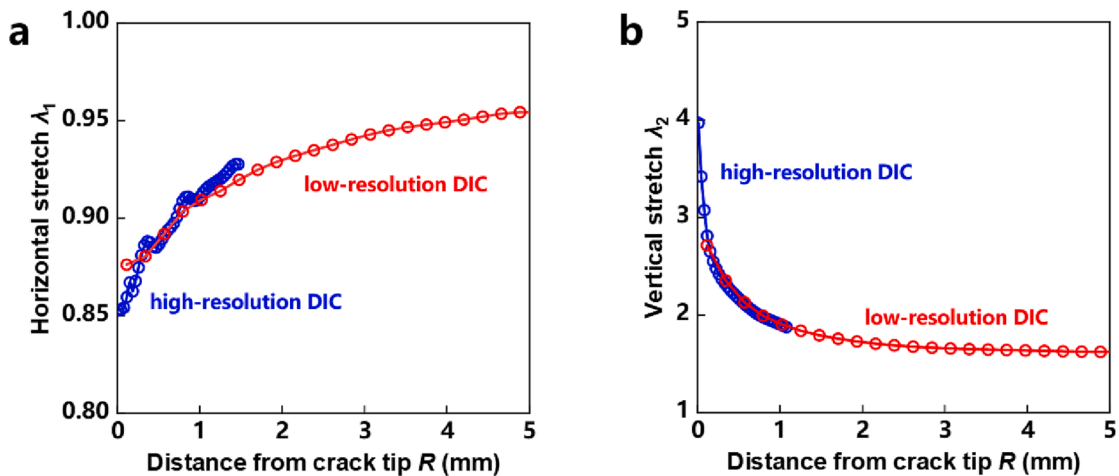 a
Horizontal stretch λ1
1.00
0.95
0.90
0.85
0.80
low-resolution DIC
high-resolution DIC
0 1 2 3 4 5
Distance from crack tip R (mm)
b
Vertical stretch λ2
5
4
3
2
1
high-resolution DIC
low-resolution DIC
0 1 2 3 4 5
Distance from crack tip R (mm)